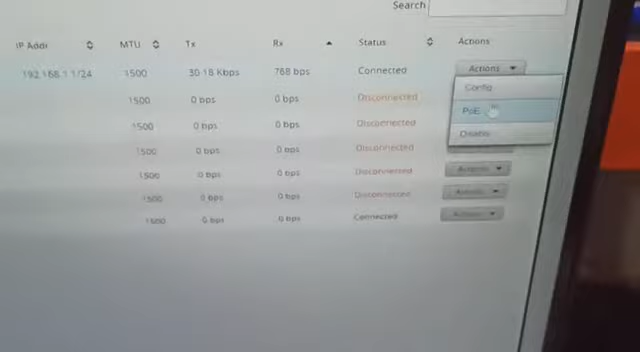 Search
IP Addr MTU Tx Rx Status Actions
192.168.1.1/24 1500 30.18 Kbps 768 bps Connected Actions
Config
1500 0 bps 0 bps Disconnected
PoE
1500 0 bps 0 bps Disconnected
Disable
1500 0 bps 0 bps Disconnected
1500 0 bps 0 bps Disconnected Actions
1500 0 bps 0 bps Disconnected Actions
1500 0 bps 0 bps Connected Actions